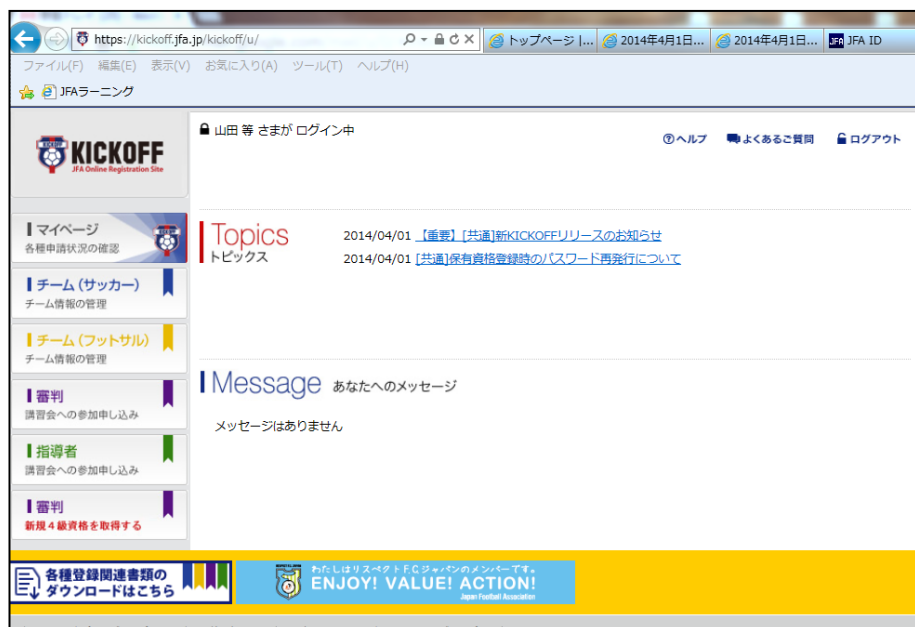 https://kickoff.jfa.jp/kickoff/u/
トップページ |...
2014年4月1日...
2014年4月1日...
JFA JFA ID
ファイル(F) 編集(E) 表示(V) お気に入り(A) ツール(T) ヘルプ(H)
JFAラーニング
KICKOFF
JFA Online Registration Site
山田 等 さまが ログイン中
ヘルプ よくあるご質問 ログアウト
マイページ
各種申請状況の確認
チーム (サッカー)
チーム情報の管理
チーム (フットサル)
チーム情報の管理
審判
講習会への参加申し込み
指導者
講習会への参加申し込み
審判
新規4級資格を取得する
Topics
トピックス
2014/04/01 【重要】[共通]新KICKOFFリリースのお知らせ
2014/04/01 [共通]保有資格登録時のパスワード再発行について
Message あなたへのメッセージ
メッセージはありません
各種登録関連書類の
ダウンロードはこちら
わたしはリスペクトF.C.ジャパンのメンバーです。
ENJOY! VALUE! ACTION!
Japan Football Association